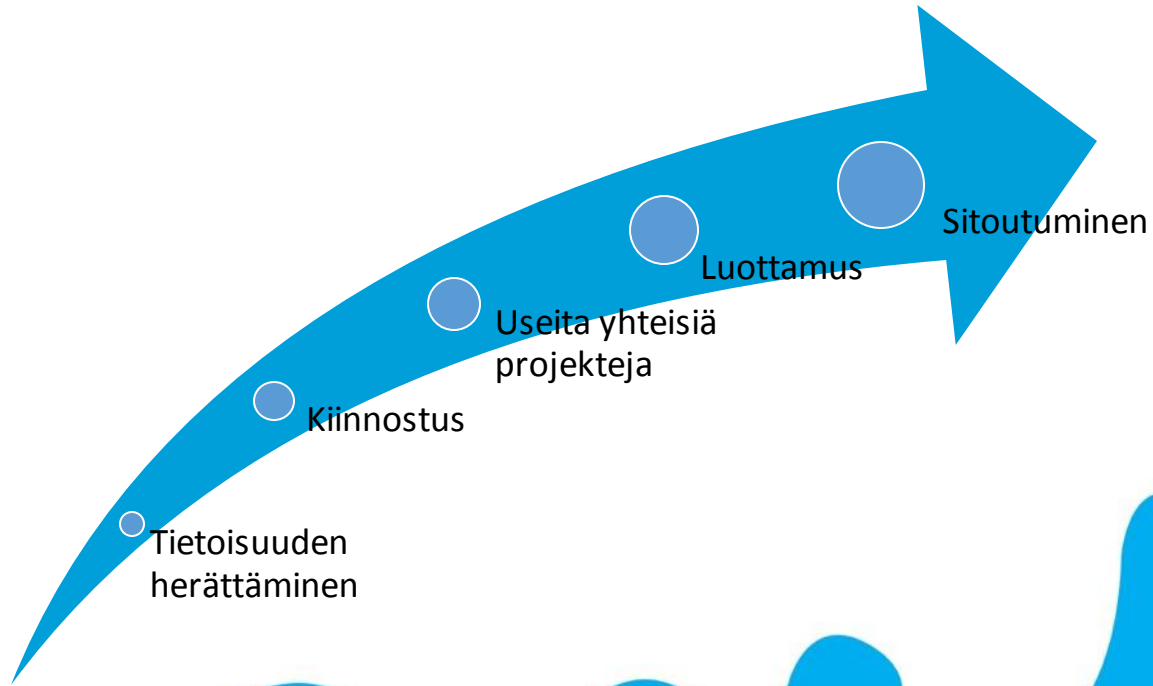 Sitoutuminen
Luottamus
Useita yhteisiä
projekteja
Kiinnostus
Tietoisuuden
herättäminen